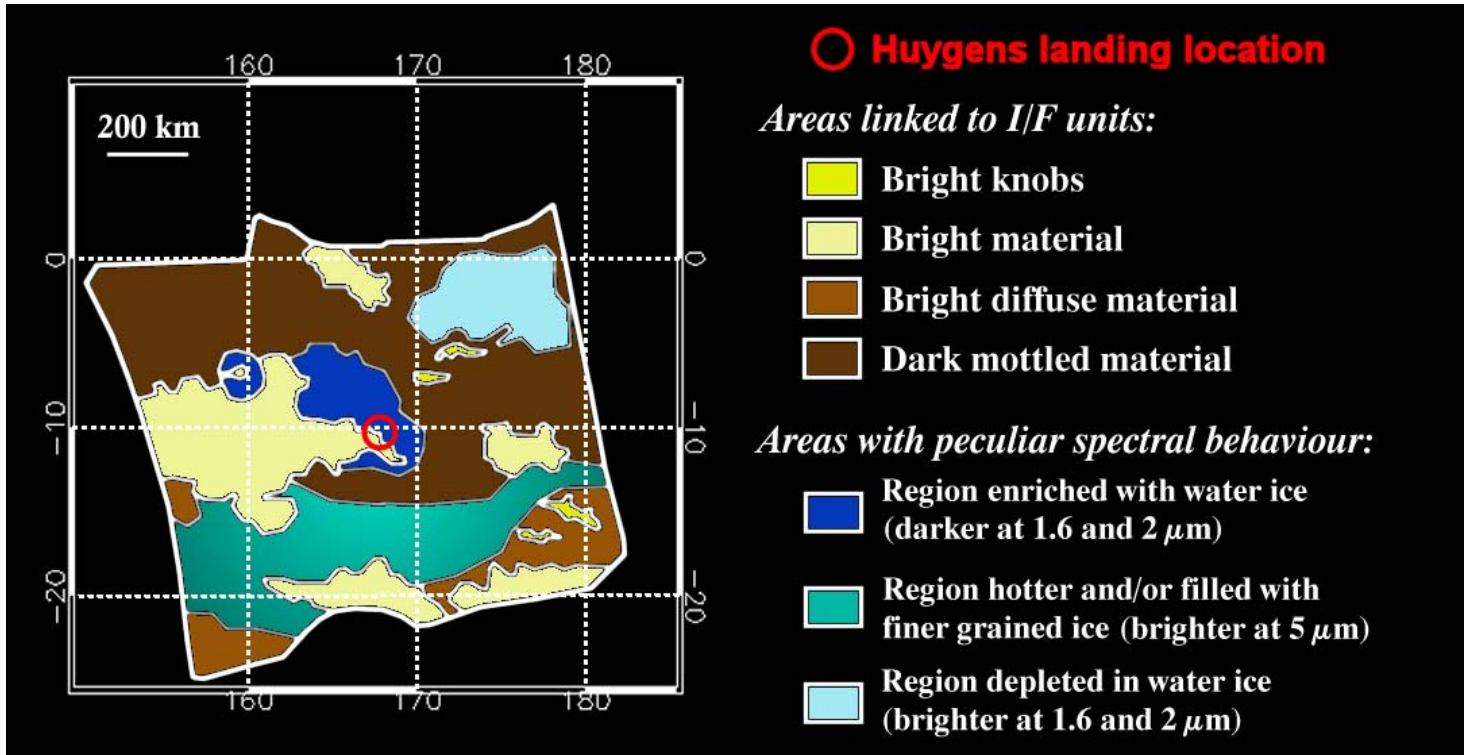 160 170 180
Huygens landing location
200 km
Areas linked to I/F units:
Bright knobs
Bright material
0 0
Bright diffuse material
Dark mottled material
−10 −10
Areas with peculiar spectral behaviour:
Region enriched with water ice
(darker at 1.6 and 2 μm)
−20 −20
Region hotter and/or filled with
finer grained ice (brighter at 5 μm)
Region depleted in water ice
(brighter at 1.6 and 2 μm)
160 170 180